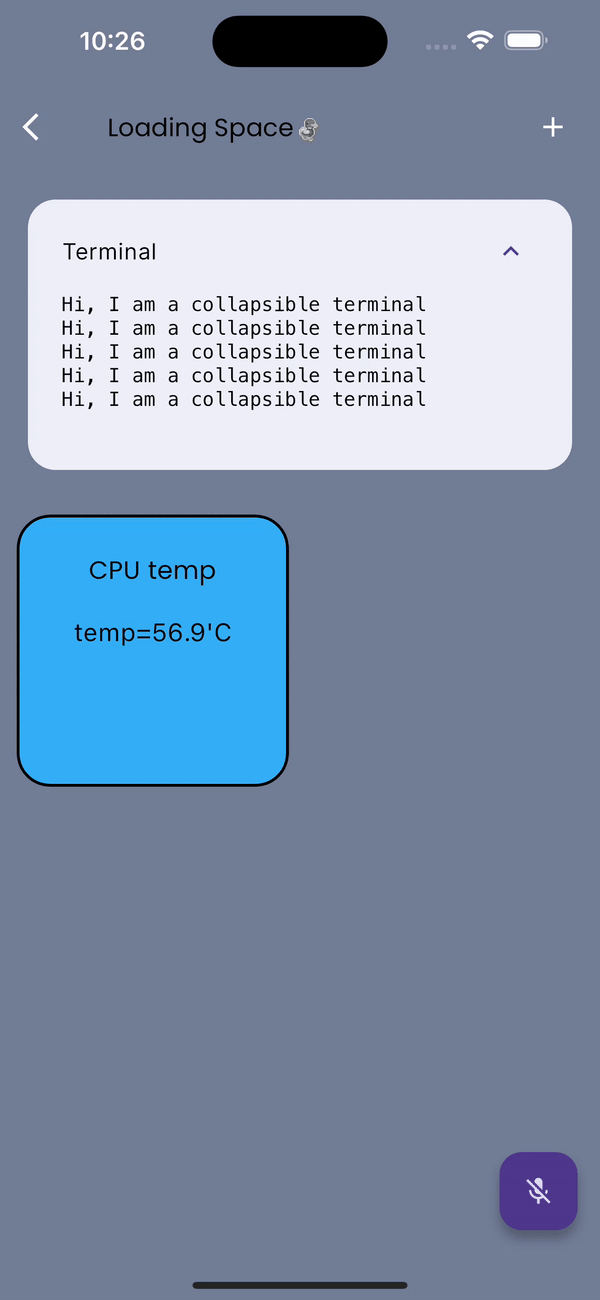 10:26
Loading Space
Terminal
Hi, I am a collapsible terminal
Hi, I am a collapsible terminal
Hi, I am a collapsible terminal
Hi, I am a collapsible terminal
Hi, I am a collapsible terminal
CPU temp
temp=56.9'C